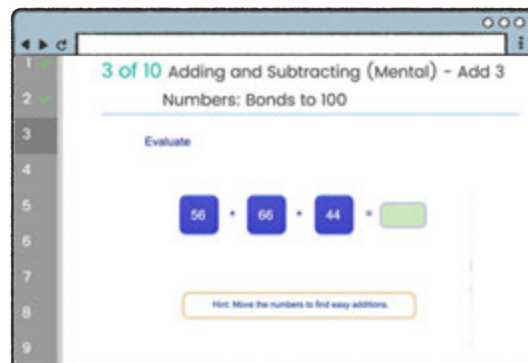 1
2
3
4
5
6
7
8
9
3 of 10 Adding and Subtracting (Mental) - Add 3
Numbers: Bonds to 100
Evaluate
56 + 66 + 44 =
Hint: Move the numbers to find easy additions.